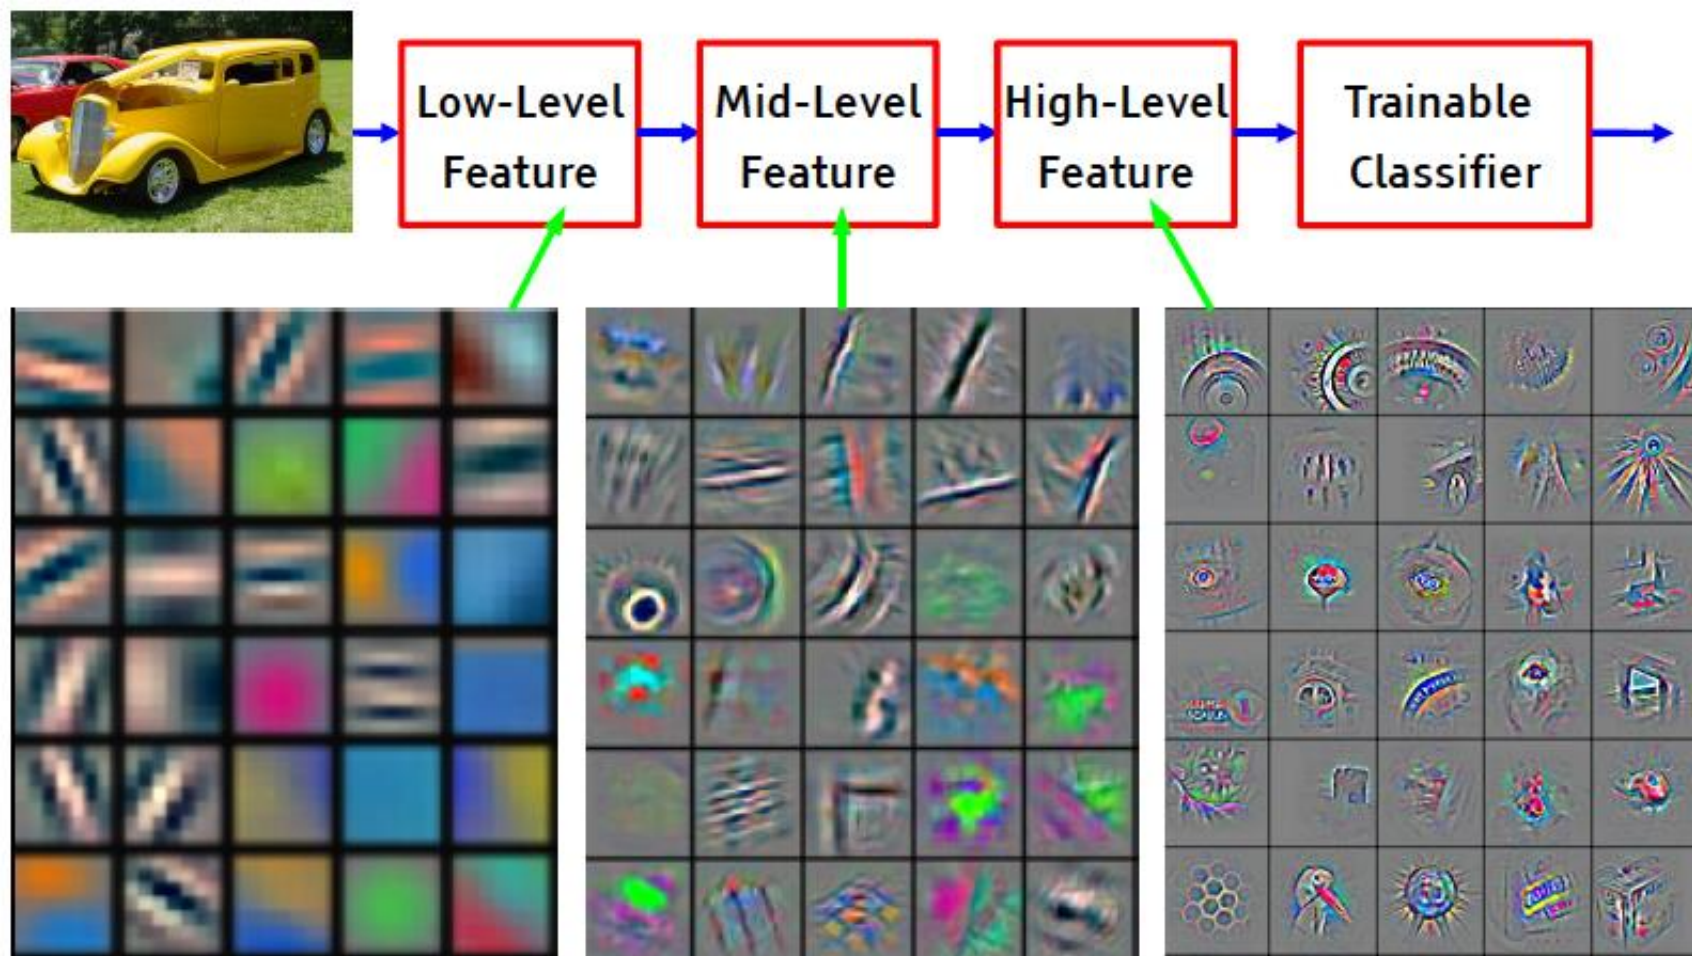 Low-Level
Feature
Mid-Level
Feature
High-Level
Feature
Trainable
Classifier